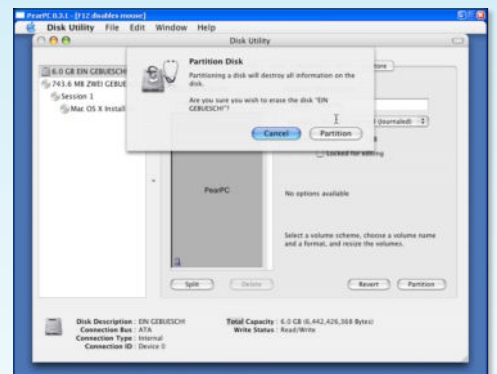 PearPC 0.3.1 - [F12 disables mouse]
Disk Utility File Edit Window Help
Disk Utility
6.0 GB EIN GEBUESCHI
743.6 MB ZWEI GEBUE
Session 1
Mac OS X Install
Partition Disk
Partitioning a disk will destroy all information on the
disk.
Are you sure you wish to erase the disk "EIN
GEBUESCHI"?
Cancel Partition
(Journaled)
Locked for editing
PearPC
No options available
Select a volume scheme, choose a volume name
and a format, and resize the volumes.
Split Delete Revert Partition
Disk Description : EIN GEBUESCHI
Connection Bus : ATA
Connection Type : Internal
Connection ID : Device 0
Total Capacity : 6.0 GB (6,442,426,368 Bytes)
Write Status : Read/Write